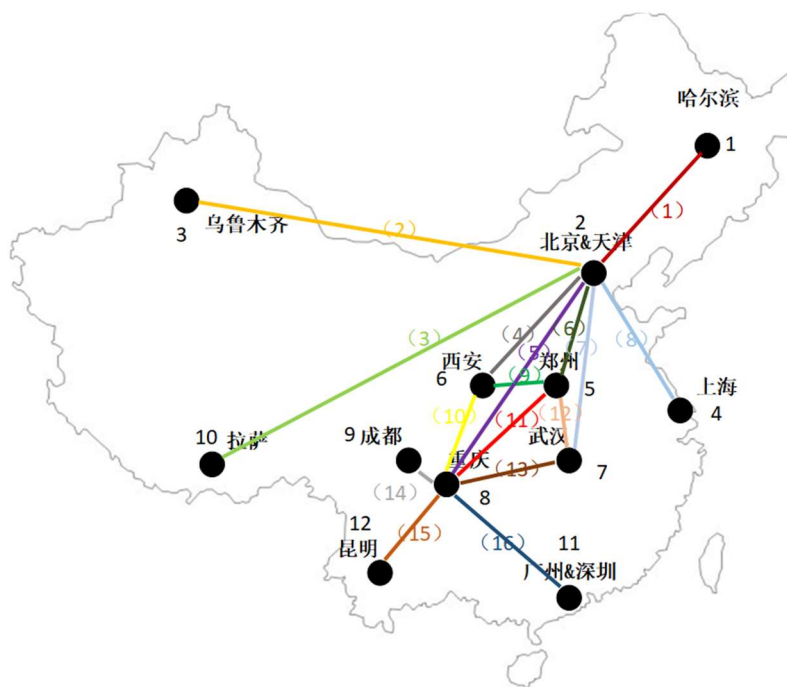 哈尔滨
1
(1)
2
北京&天津
3
乌鲁木齐
(2)
(3)
(4)
(5)
(6)
(7)
(8)
西安
6
(9)
郑州
5
上海
4
(10)
(11)
(12)
10
拉萨
9
成都
重庆
武汉
(13)
7
8
(14)
12
昆明
(15)
(16)
11
广州&深圳